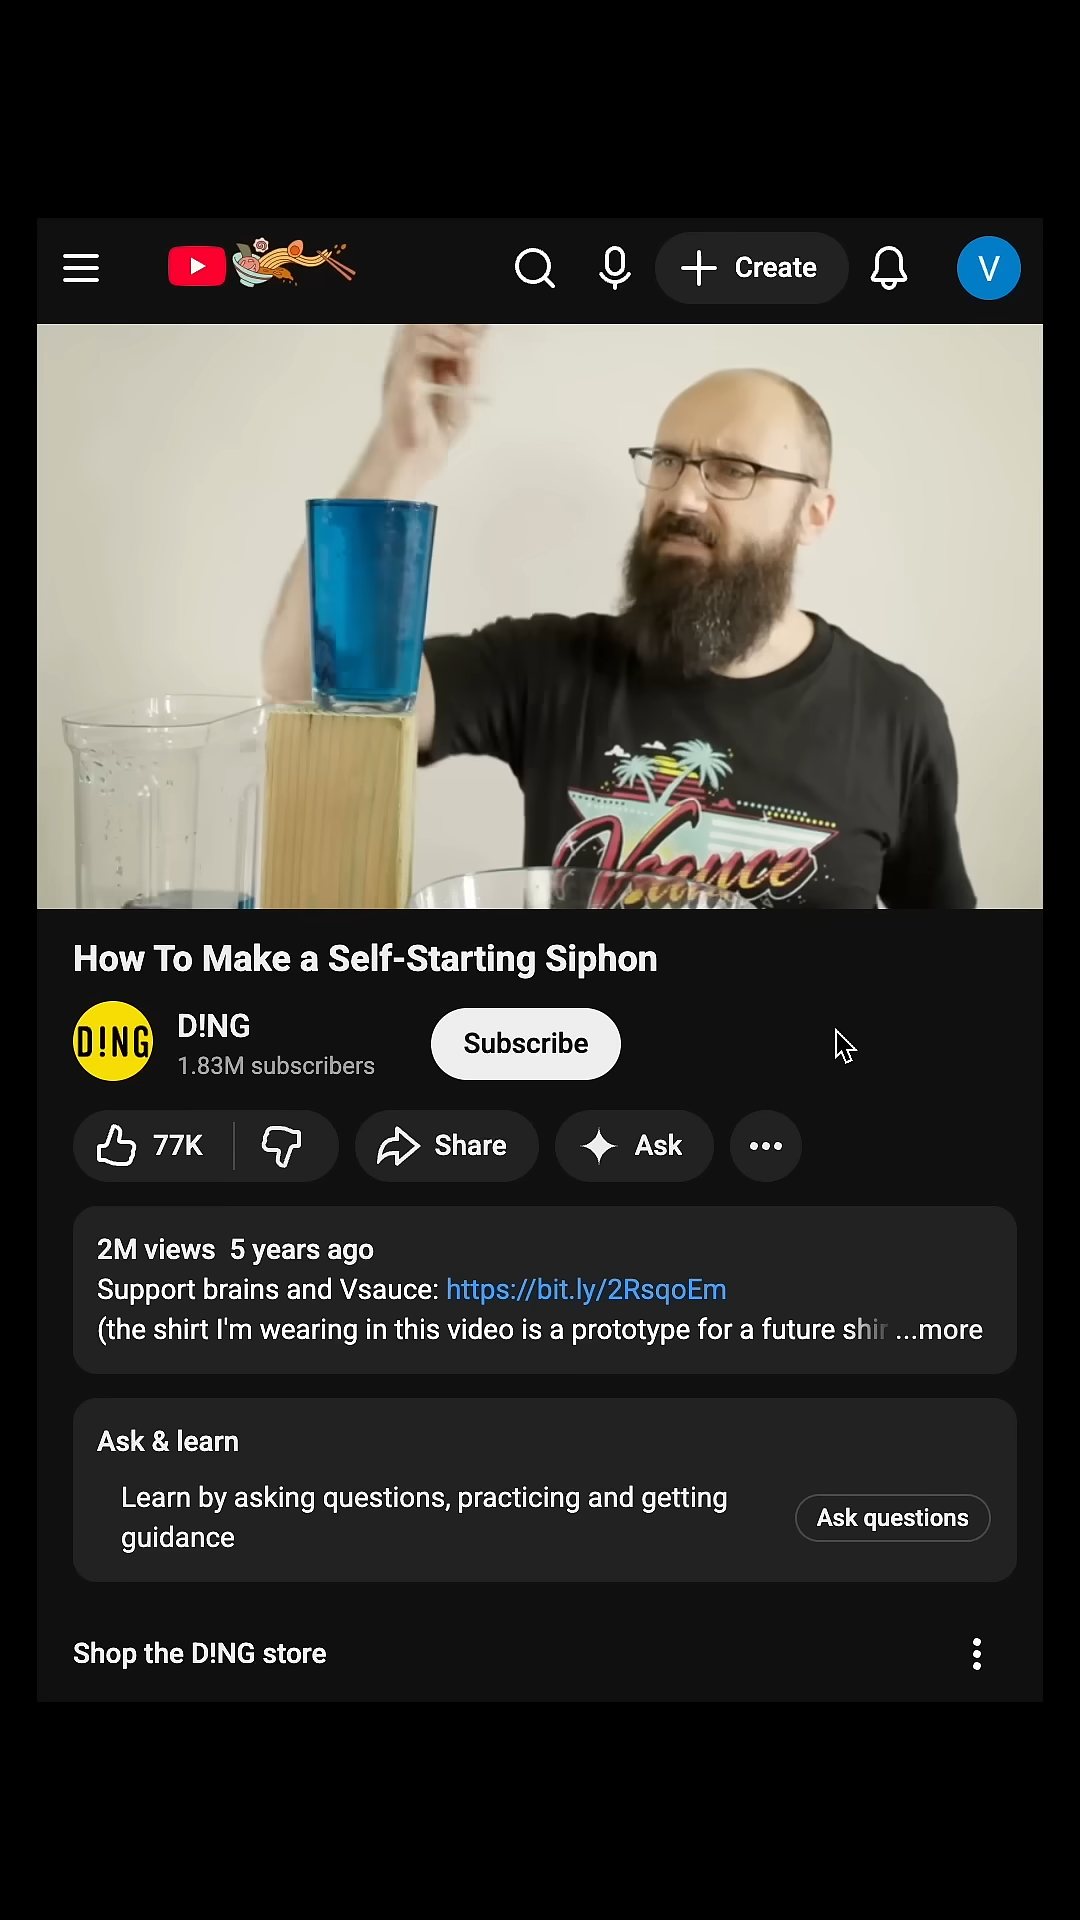 Create
V
Vsauce
How To Make a Self-Starting Siphon
D!NG
D!NG
1.83M subscribers
Subscribe
77K
Share
Ask
2M views 5 years ago
Support brains and Vsauce: https://bit.ly/2RsqoEm
(the shirt I'm wearing in this video is a prototype for a future shir ...more
Ask & learn
Learn by asking questions, practicing and getting
guidance
Ask questions
Shop the D!NG store